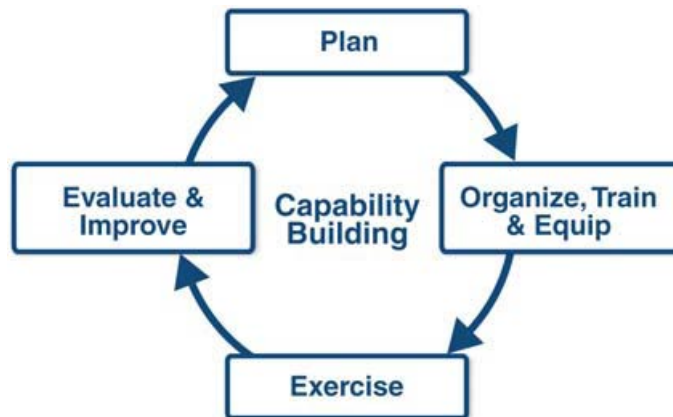 Plan
Evaluate &
Improve
Capability
Building
Organize, Train
& Equip
Exercise